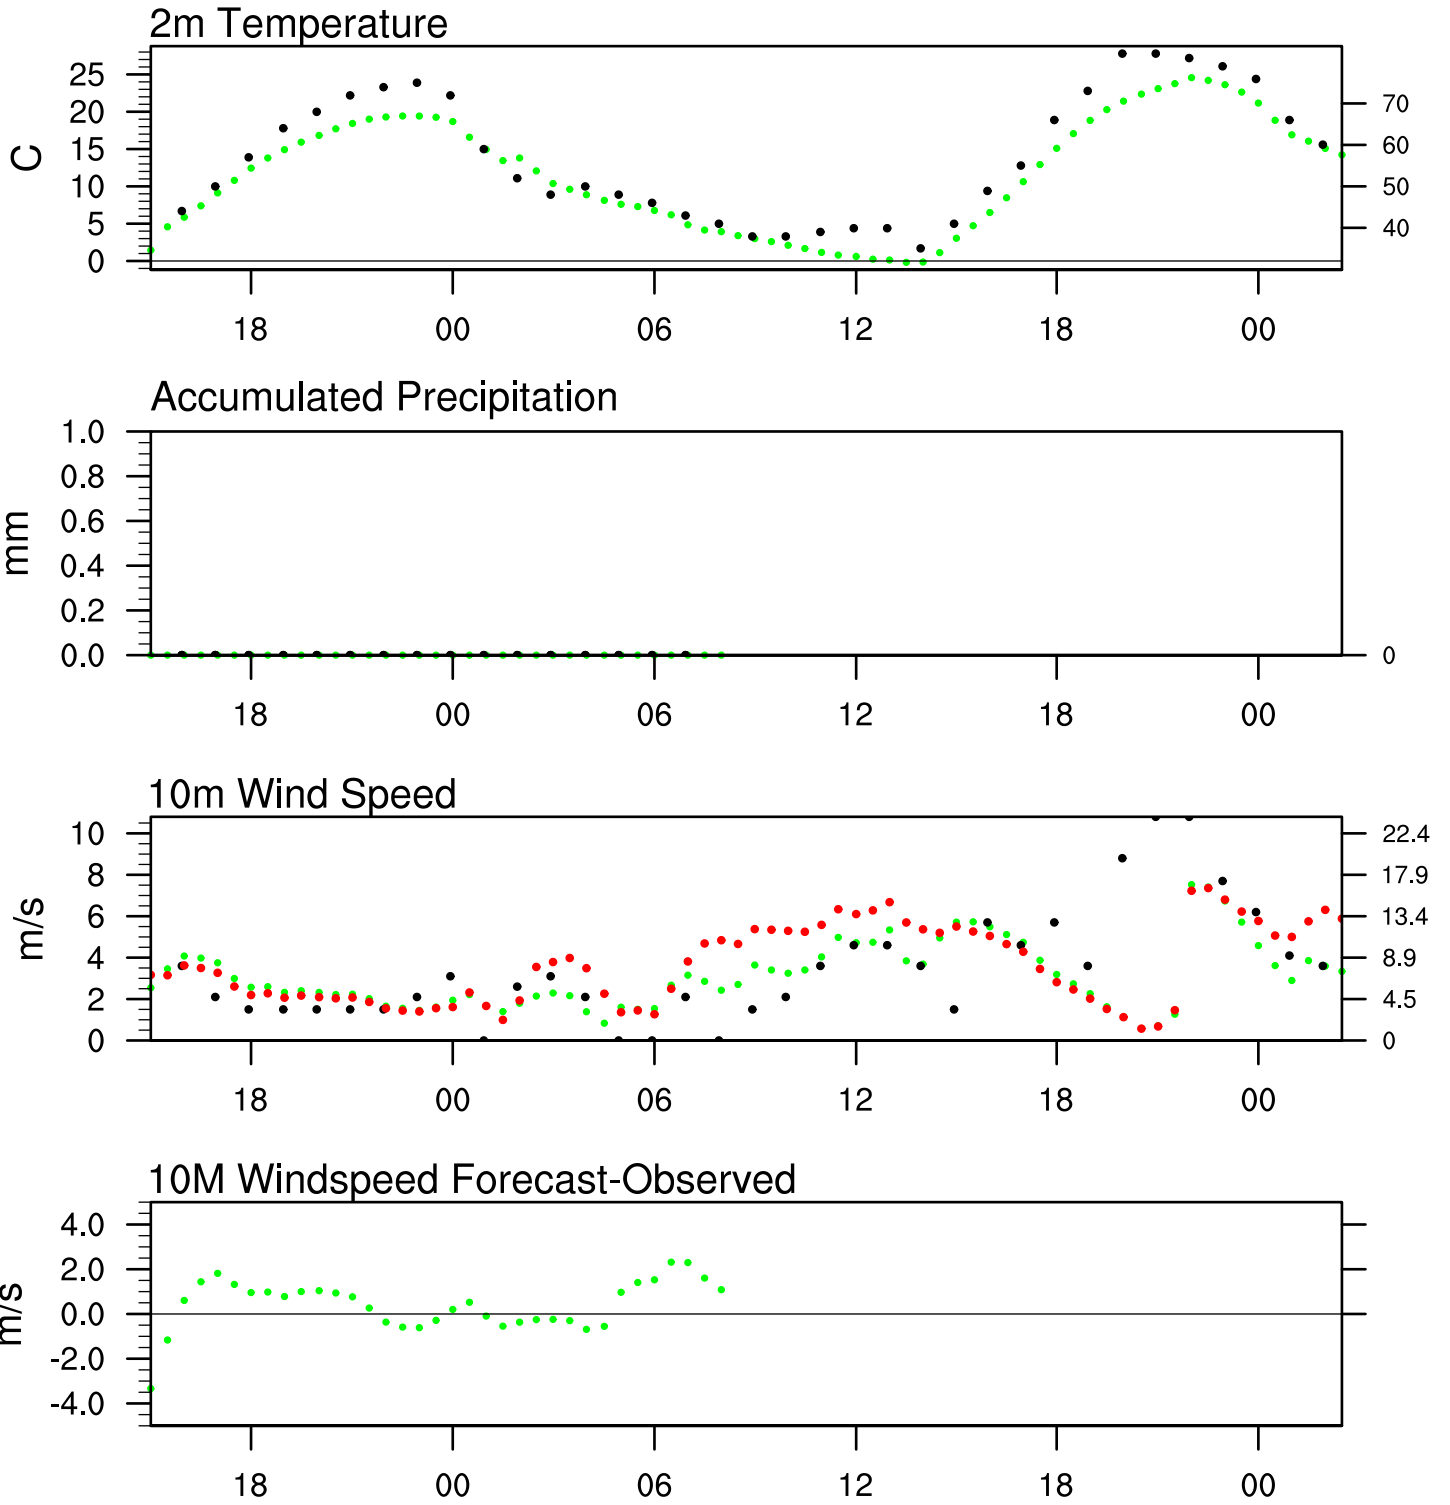 2m Temperature
25
20
15
10
5
0
C
70
60
50
40
18 00 06 12 18 00
Accumulated Precipitation
1.0
0.8
0.6
0.4
0.2
0.0
mm
0
18 00 06 12 18 00
10m Wind Speed
10
8
6
4
2
0
m/s
22.4
17.9
13.4
8.9
4.5
0
18 00 06 12 18 00
10M Windspeed Forecast-Observed
4.0
2.0
0.0
-2.0
-4.0
m/s
18 00 06 12 18 00